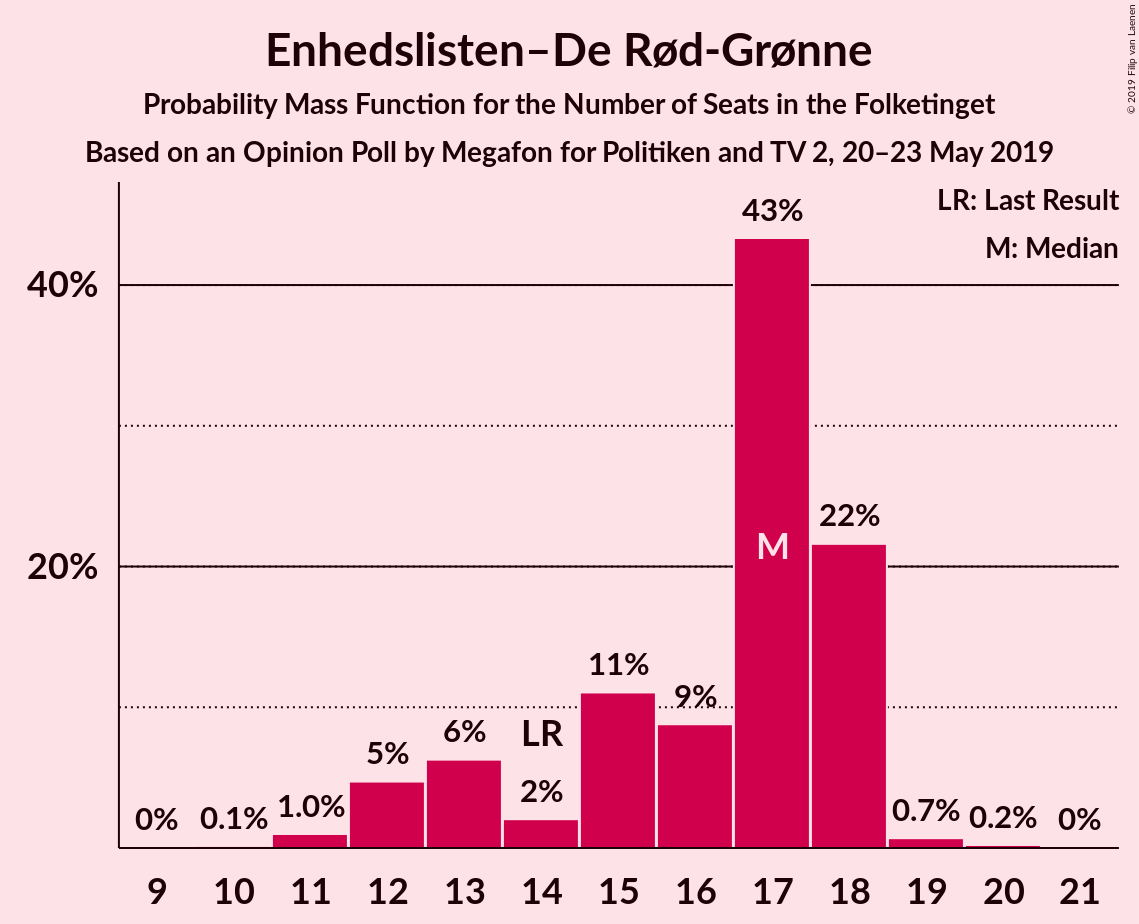 Enhedslisten–De Rød-Grønne
Probability Mass Function for the Number of Seats in the Folketinget
Based on an Opinion Poll by Megafon for Politiken and TV 2, 20–23 May 2019
© 2019 Filip van Laenen
LR: Last Result
M: Median
40%
20%
0%
0.1%
1.0%
5%
6%
LR
2%
11%
9%
43%
M
22%
0.7%
0.2%
0%
9 10 11 12 13 14 15 16 17 18 19 20 21